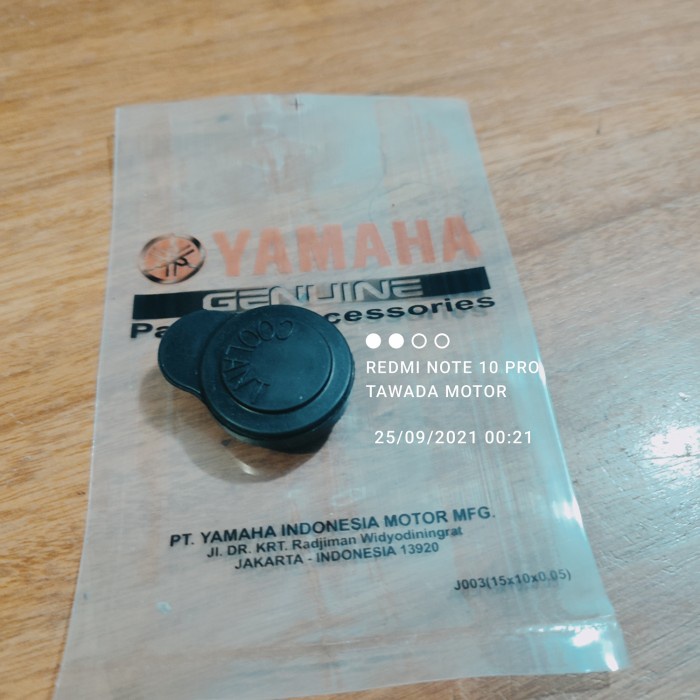 YAMAHA
GENUINE
Pa cessories
COOLANT
REDMI NOTE 10 PRO
TAWADA MOTOR
25/09/2021 00:21
PT. YAMAHA INDONESIA MOTOR MFG.
Jl. DR. KRT. Radjiman Widyodiningrat
JAKARTA - INDONESIA 13920
J003(15x10x0.05)